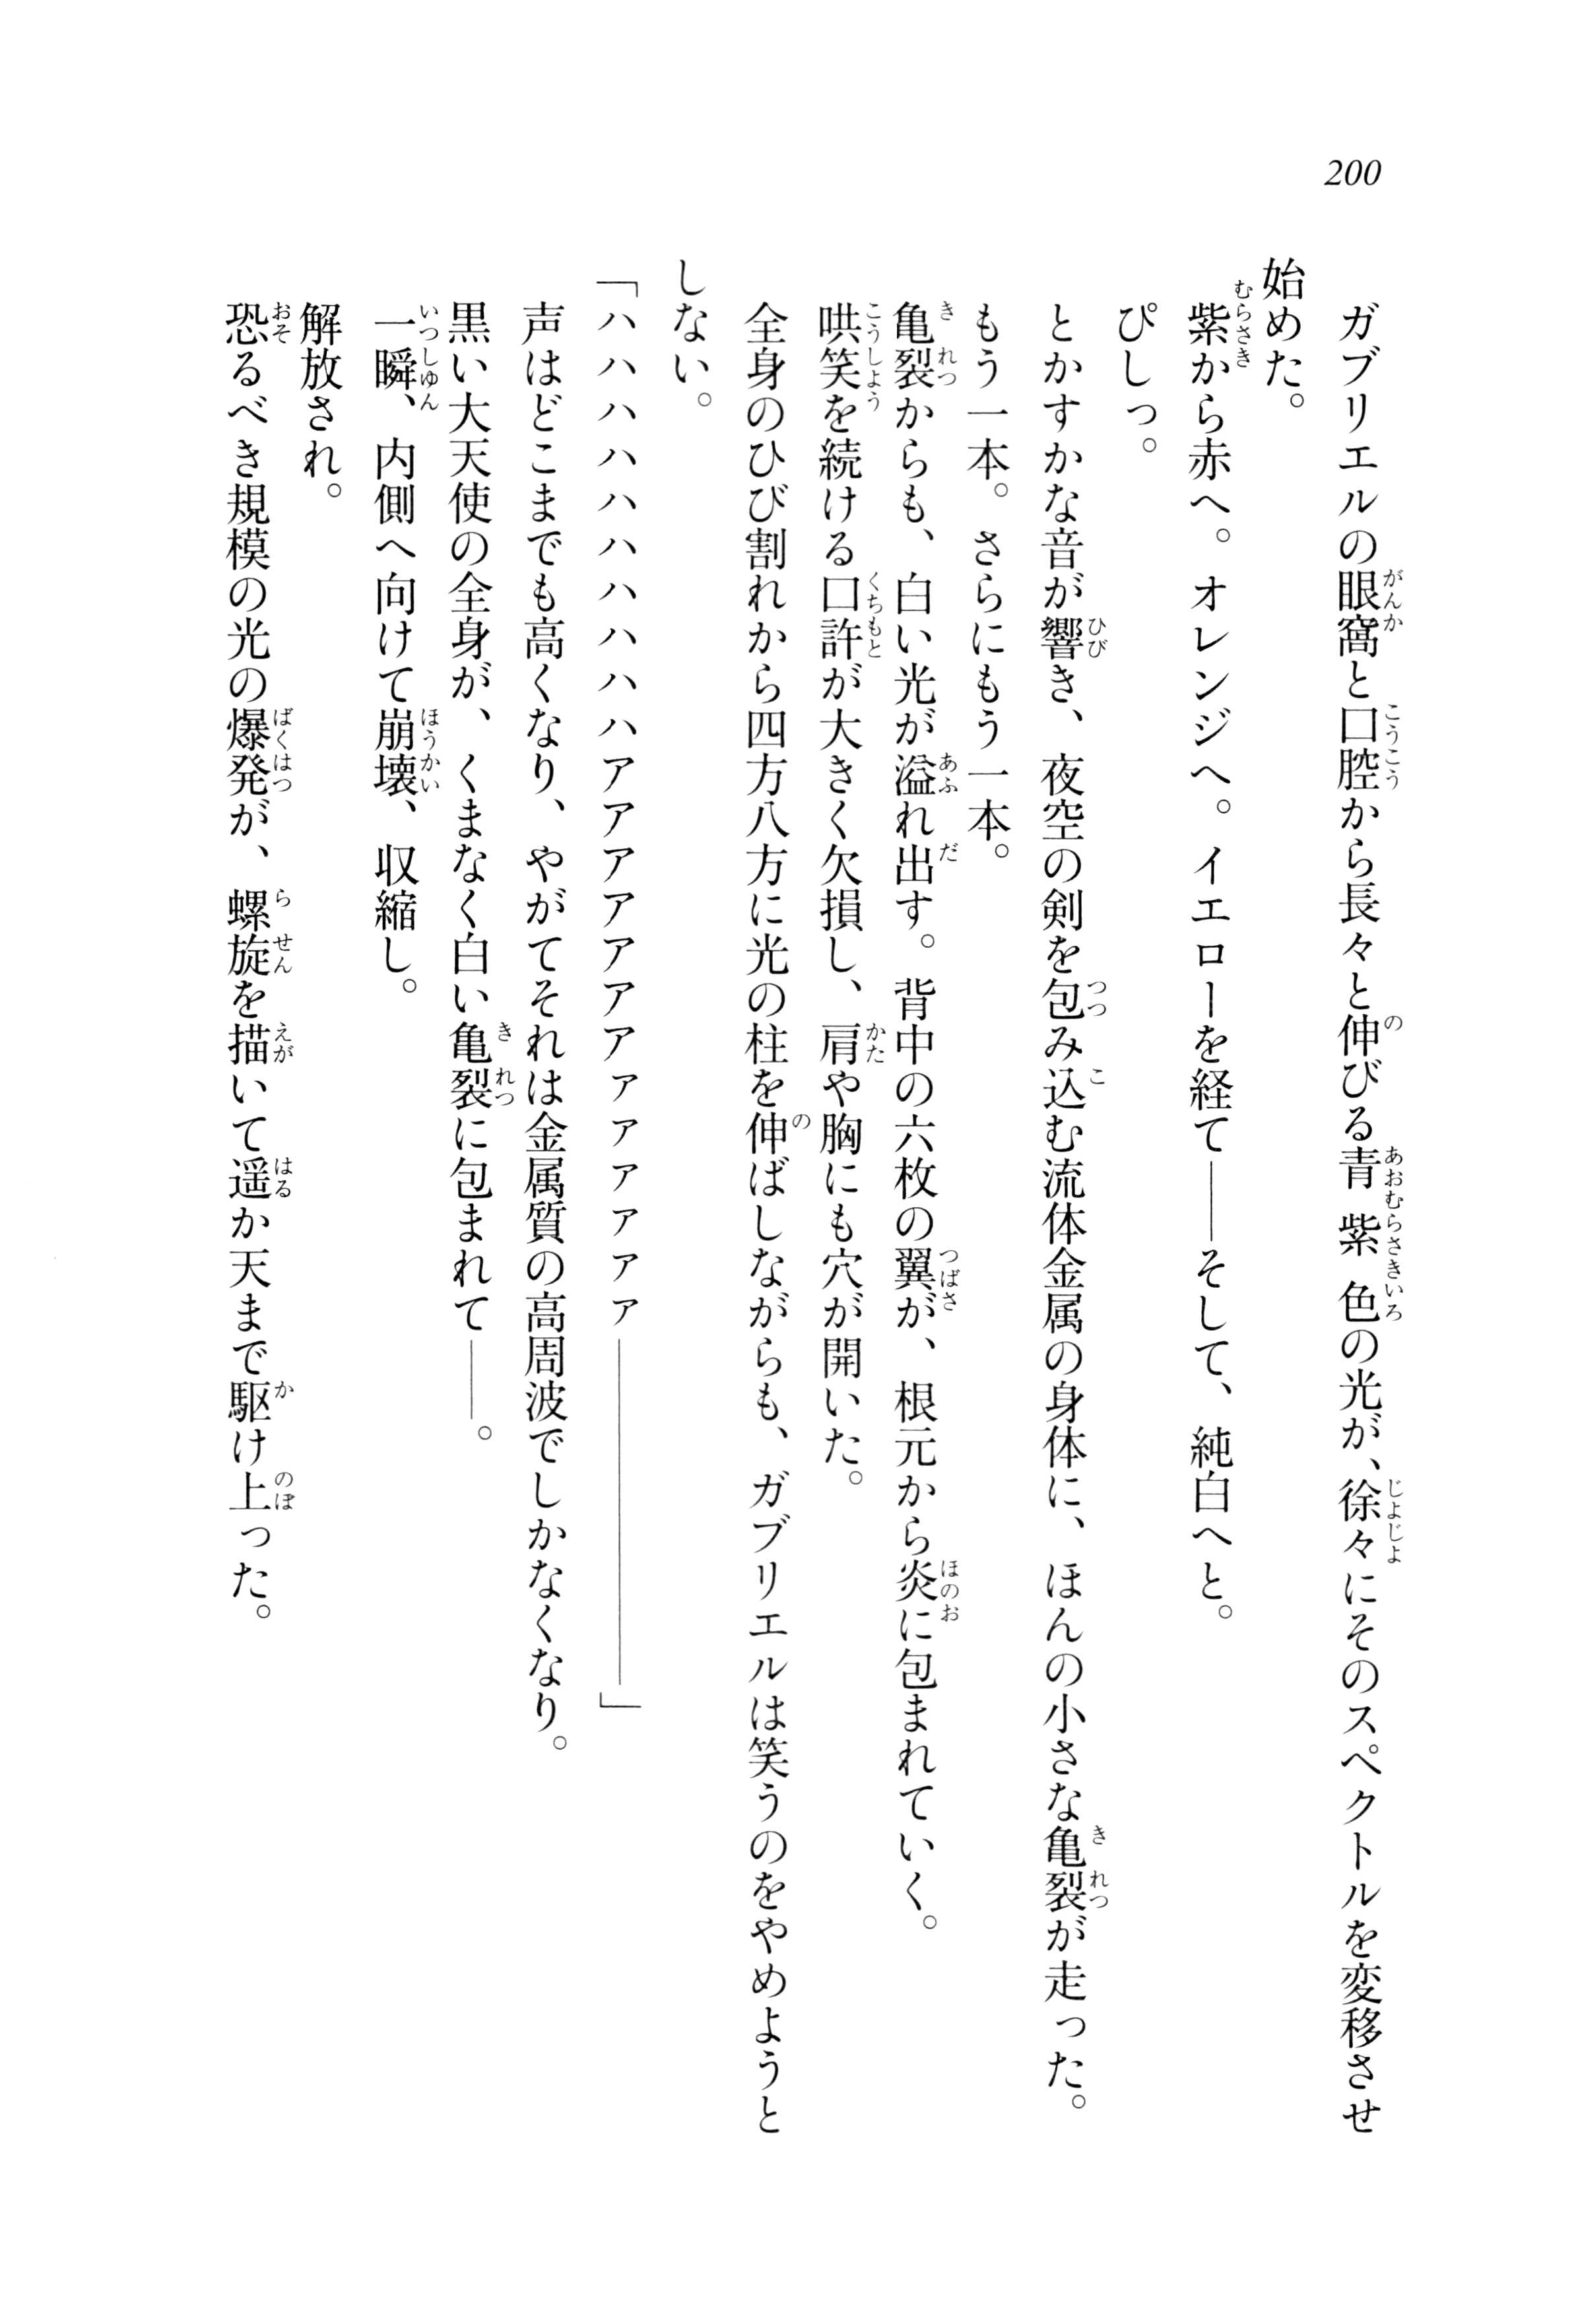 200
ガブリエルの眼窩と口腔から長々と伸びる青紫色の光が、徐々にそのスペクトルを変移させ
始めた。
紫から赤へ。オレンジへ。イエローを経て――そして、純白へと。
ぴしっ。
とかすかな音が響き、夜空の剣を包み込む流体金属の身体に、ほんの小さな亀裂が走った。
もう一本。さらにもう一本。
亀裂からも、白い光が溢れ出す。背中の六枚の翼が、根元から炎に包まれていく。
哄笑を続ける口許が大きく欠損し、肩や胸にも穴が開いた。
全身のひび割れから四方八方に光の柱を伸ばしながらも、ガブリエルは笑うのをやめようと
しない。
「ハハハハハハハハハハアアアアアアアァァァァァァ――――――――」
声はどこまでも高くなり、やがてそれは金属質の高周波でしかなくなり。
黒い大天使の全身が、くまなく白い亀裂に包まれて――。
一瞬、内側へ向けて崩壊、収縮し。
解放され。
恐るべき規模の光の爆発が、螺旋を描いて遥か天まで駆け上った。